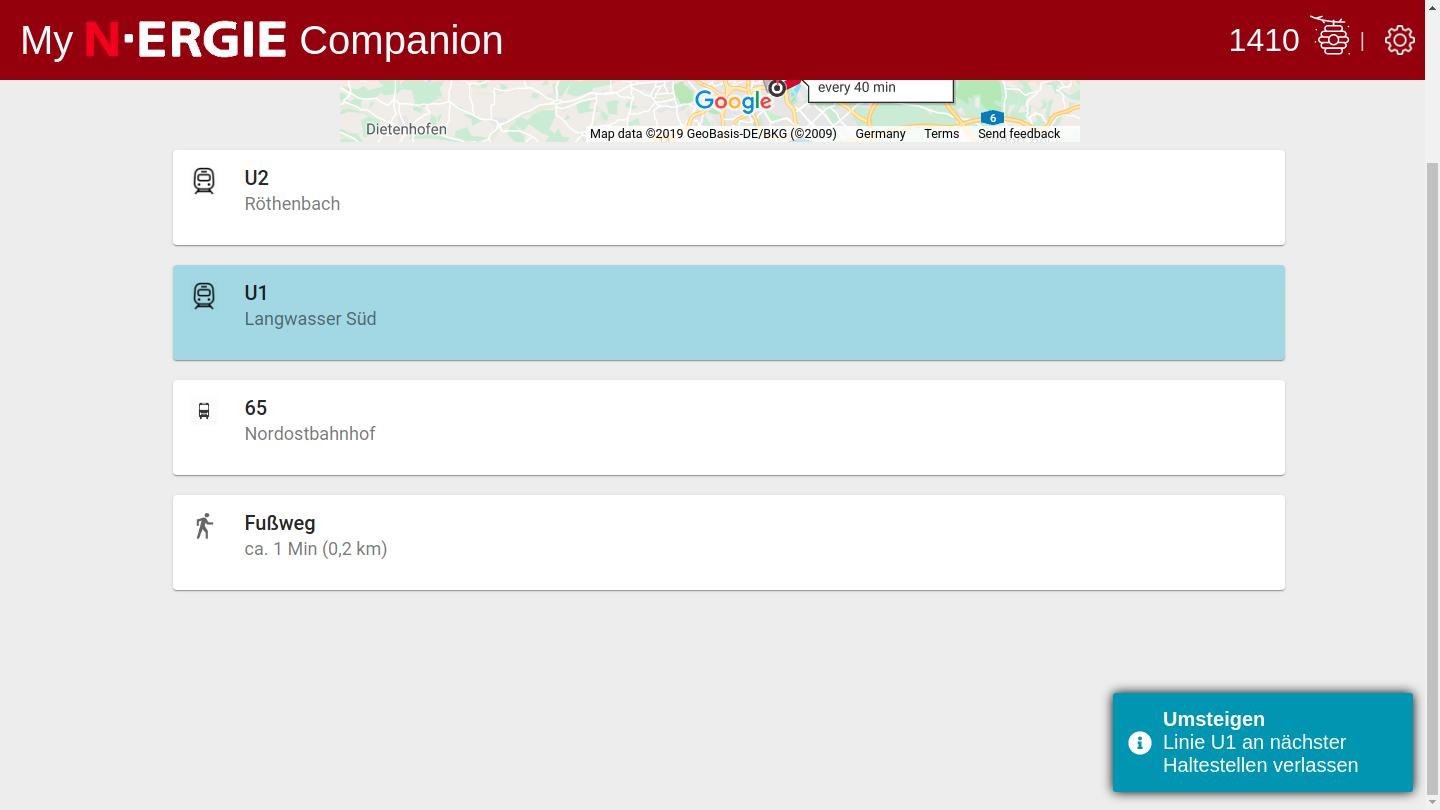 My N·ERGIE Companion
1410 |
every 40 min
Google
6
Dietenhofen
Map data ©2019 GeoBasis-DE/BKG (©2009) Germany Terms Send feedback
U2
Röthenbach
U1
Langwasser Süd
65
Nordostbahnhof
Fußweg
ca. 1 Min (0,2 km)
Umsteigen
Linie U1 an nächster
Haltestellen verlassen